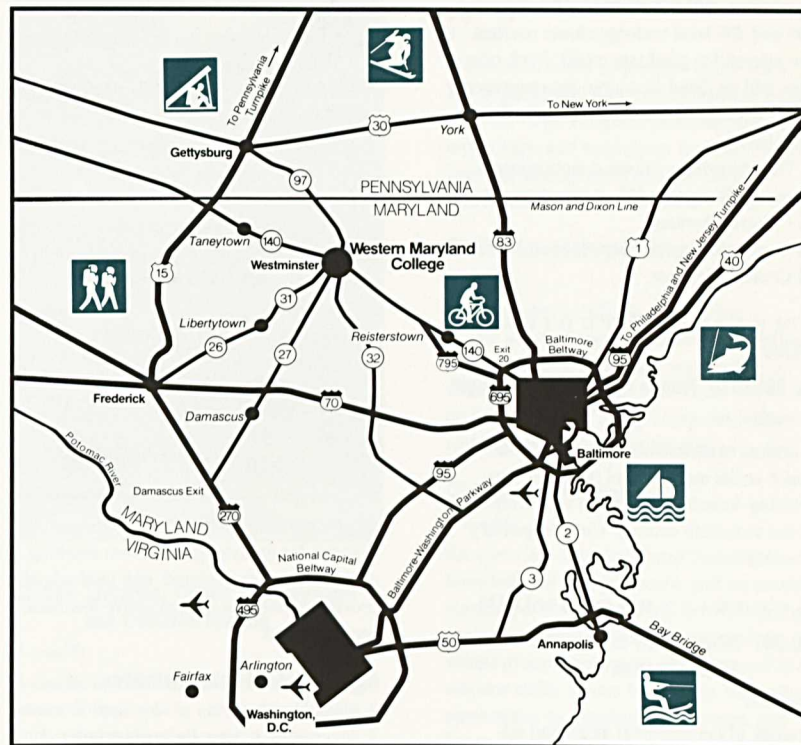 To Pennsylvania
Turnpike
To New York
30
York
Gettysburg
97
PENNSYLVANIA
MARYLAND
Mason and Dixon Line
Taneytown
140
83
1
To Philadelphia and New Jersey Turnpike
40
15
Westminster
Western Maryland
College
31
Libertytown
26
27
Reisterstown
32
140
795
Exit
20
Baltimore
Beltway
95
Frederick
70
695
Damascus
Baltimore
Potomac River
Damascus Exit
95
Baltimore-Washington Parkway
MARYLAND
VIRGINIA
270
National Capital
Beltway
2
3
495
50
Annapolis
Bay Bridge
Fairfax
Arlington
Washington,
D.C.